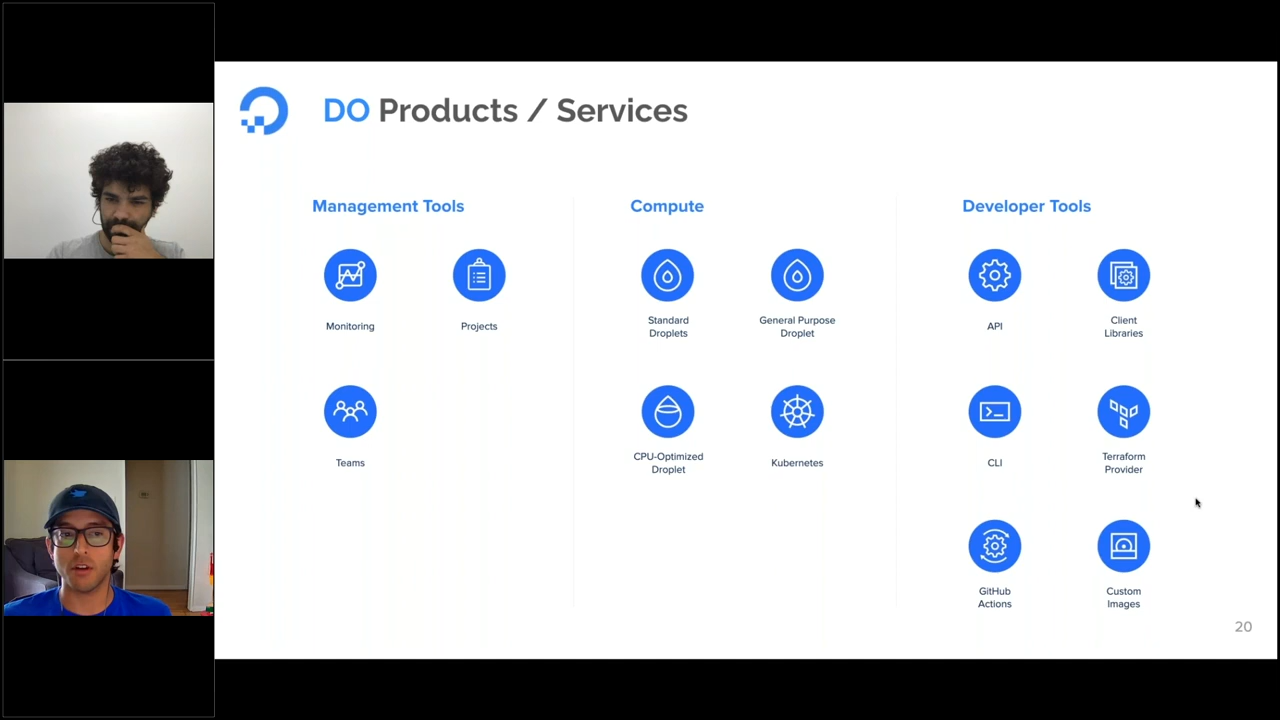 DO Products / Services
Management Tools
Monitoring
Projects
Teams
Compute
Standard
Droplets
General Purpose
Droplet
CPU-Optimized
Droplet
Kubernetes
Developer Tools
API
Client
Libraries
CLI
Terraform
Provider
GitHub
Actions
Custom
Images
20